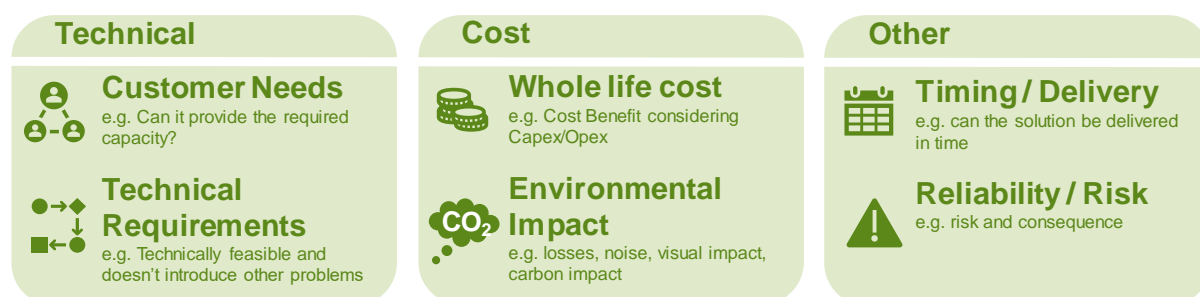 Technical
Customer Needs
e.g. Can it provide the required
capacity?
Technical
Requirements
e.g. Technically feasible and
doesn't introduce other problems
Cost
Whole life cost
e.g. Cost Benefit considering
Capex/Opex
CO2
Environmental
Impact
e.g. losses, noise, visual impact,
carbon impact
Other
Timing / Delivery
e.g. can the solution be delivered
in time
Reliability / Risk
e.g. risk and consequence